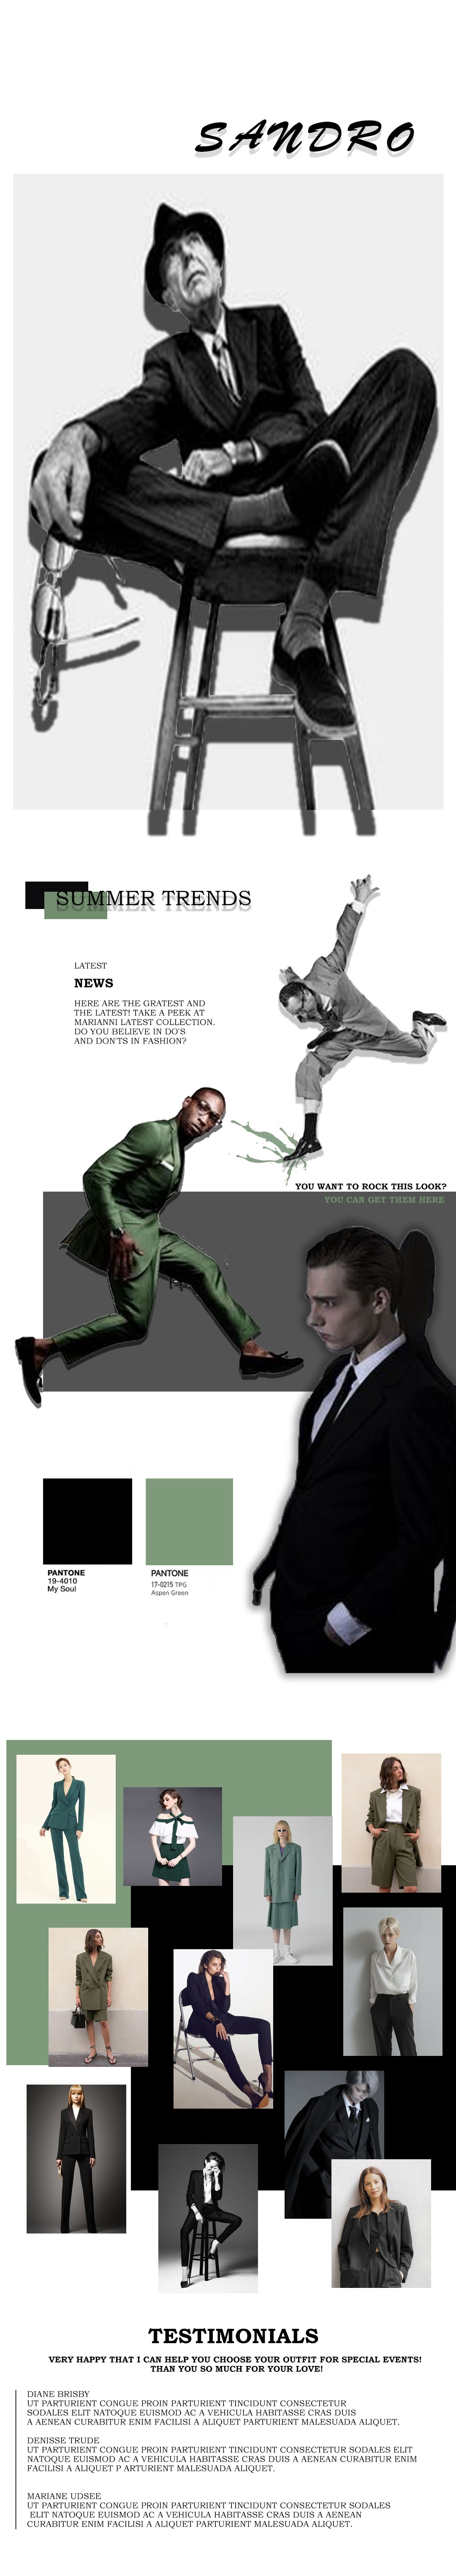 SANDRO
SUMMER TRENDS
LATEST
NEWS
HERE ARE THE GRATEST AND
THE LATEST! TAKE A PEEK AT
MARIANNI LATEST COLLECTION.
DO YOU BELIEVE IN DO'S
AND DON'TS IN FASHION?
YOU WANT TO ROCK THIS LOOK?
YOU CAN GET THEM HERE
PANTONE
19-4010
My Soul
PANTONE
17-0215 TPG
Aspen Green
TESTIMONIALS
VERY HAPPY THAT I CAN HELP YOU CHOOSE YOUR OUTFIT FOR SPECIAL EVENTS!
THAN YOU SO MUCH FOR YOUR LOVE!
DIANE BRISBY
UT PARTURIENT CONGUE PROIN PARTURIENT TINCIDUNT CONSECTETUR
SODALES ELIT NATOQUE EUISMOD AC A VEHICULA HABITASSE CRAS DUIS
A AENEAN CURABITUR ENIM FACILISI A ALIQUET PARTURIENT MALESUADA ALIQUET.
DENISSE TRUDE
UT PARTURIENT CONGUE PROIN PARTURIENT TINCIDUNT CONSECTETUR SODALES ELIT
NATOQUE EUISMOD AC A VEHICULA HABITASSE CRAS DUIS A AENEAN CURABITUR ENIM
FACILISI A ALIQUET P ARTURIENT MALESUADA ALIQUET.
MARIANE UDSEE
UT PARTURIENT CONGUE PROIN PARTURIENT TINCIDUNT CONSECTETUR SODALES
ELIT NATOQUE EUISMOD AC A VEHICULA HABITASSE CRAS DUIS A AENEAN
CURABITUR ENIM FACILISI A ALIQUET PARTURIENT MALESUADA ALIQUET.